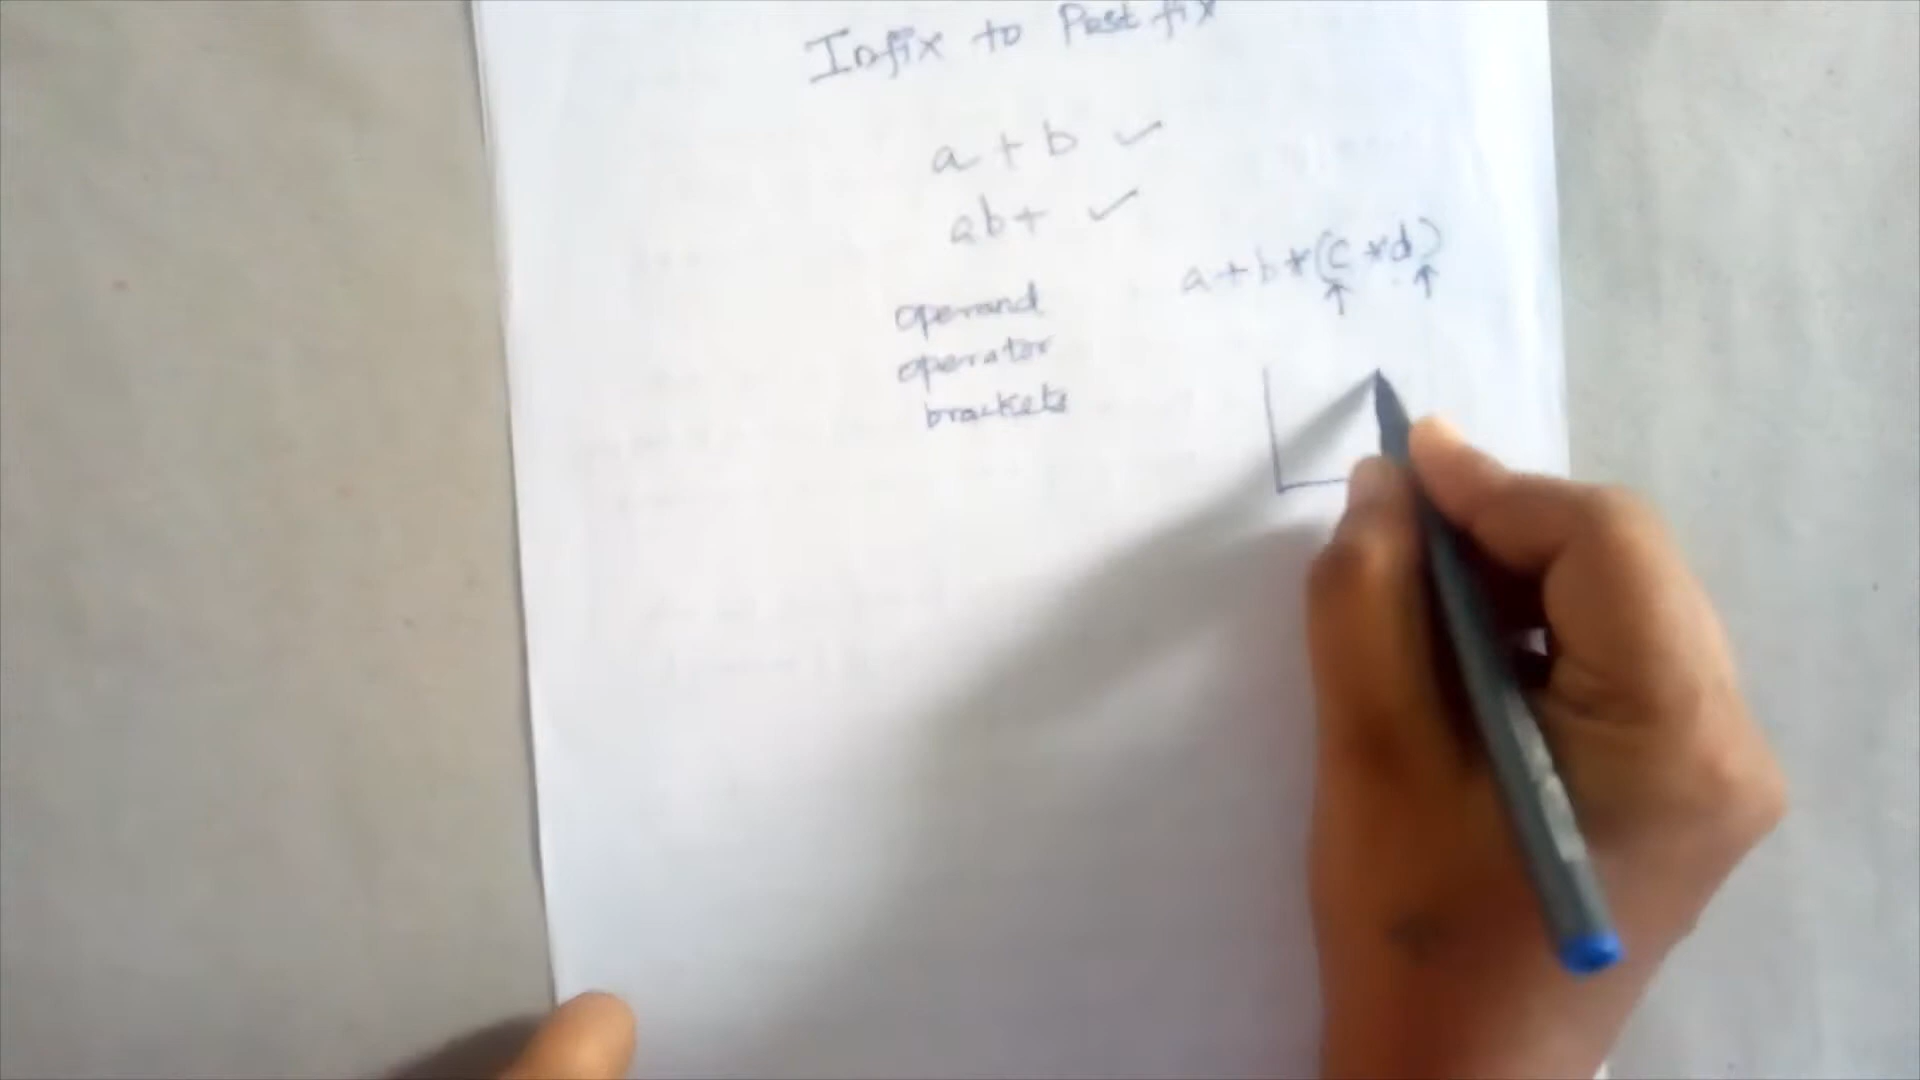 Infix to Postfix
a + b ✓
ab+ ✓
a+b*(c*d)
operand
operator
brackets